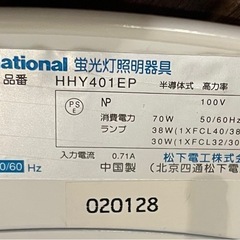 ational 蛍光灯照明器具
品番 HHY401EP 半導体式 高力率
PS E NP 100V
消費電力 70W 50/60H
ランプ 38W(1XFCL40/38
30W(1XFCL32/30
0/60 Hz 入力電流 0.71A 松下電工株式会
中国製 (北京四通松下電
020128